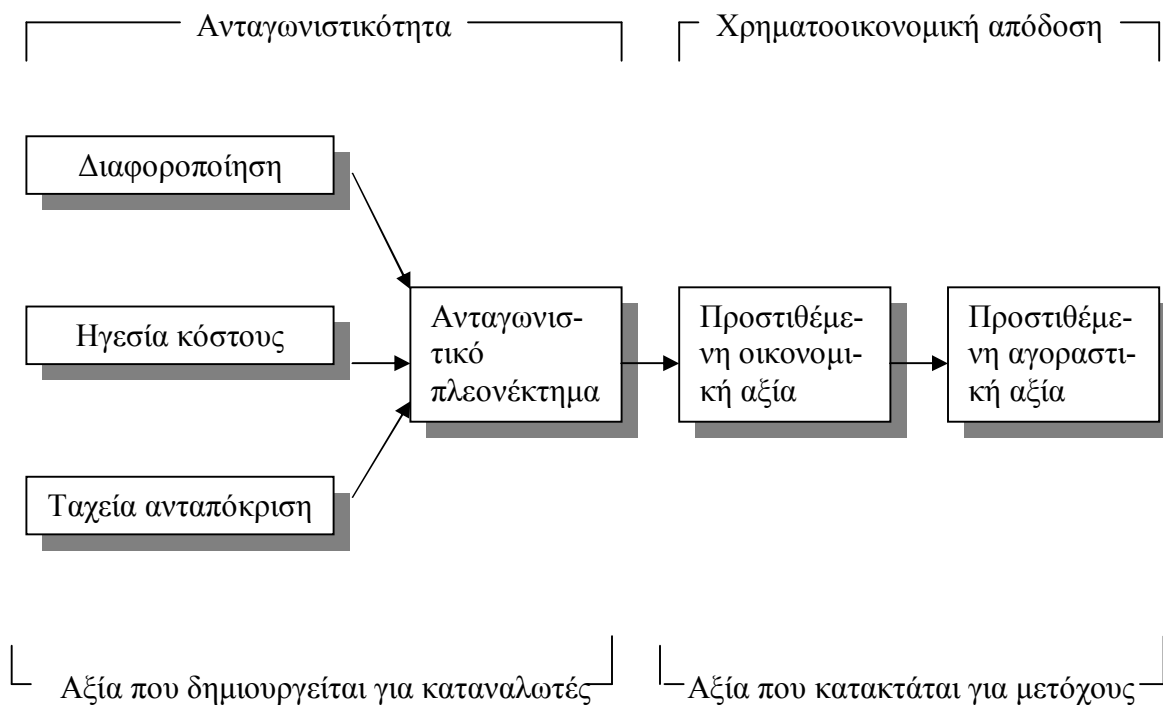 Ανταγωνιστικότητα
Χρηματοοικονομική απόδοση
Διαφοροποίηση
Ηγεσία κόστους
Ταχεία ανταπόκριση
Ανταγωνισ-
τικό
πλεονέκτημα
Προστιθέμε-
νη οικονομι-
κή αξία
Προστιθέμε-
νη αγοραστι-
κή αξία
Αξία που δημιουργείται για καταναλωτές
Αξία που κατακτάται για μετόχους